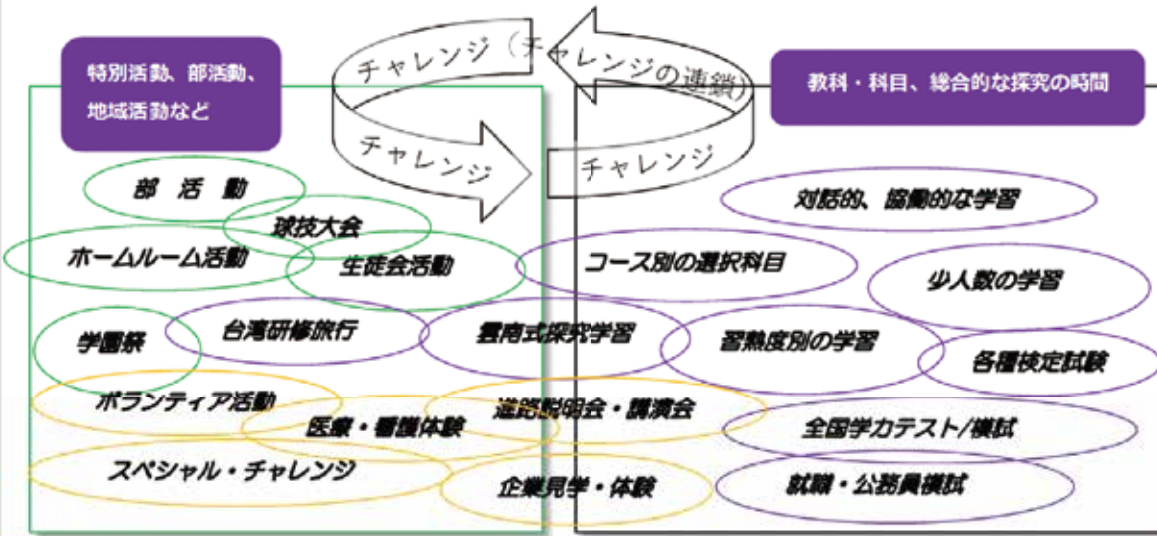 特別活動、部活動、
地域活動など
チャレンジ(チャレンジの連鎖)
チャレンジ
チャレンジ
教科・科目、総合的な探究の時間
部 活 動
球技大会
ホームルーム活動
生徒会活動
学園祭
台湾研修旅行
雲南式探究学習
ボランティア活動
医療・看護体験
進路説明会・講演会
スペシャル・チャレンジ
企業見学・体験
対話的、協働的な学習
コース別の選択科目
少人数の学習
習熟度別の学習
各種検定試験
全国学力テスト/模試
就職・公務員模試